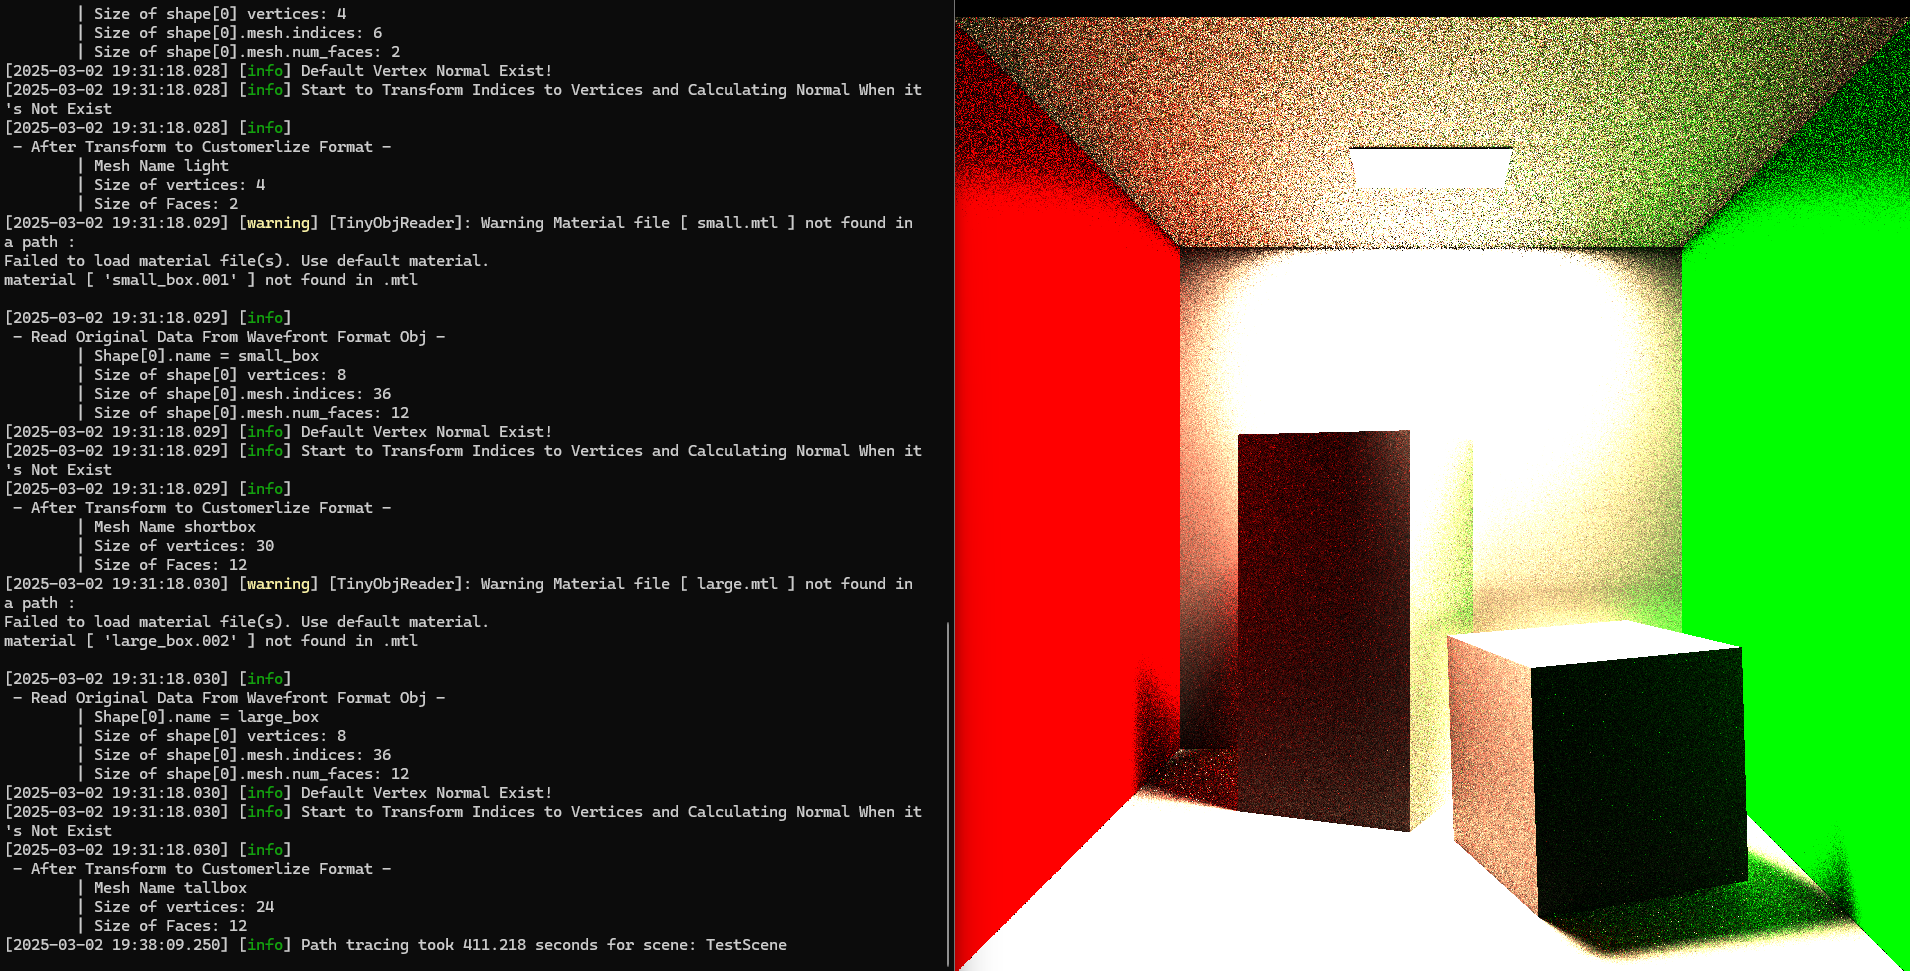 | Size of shape[0] vertices: 4
| Size of shape[0].mesh.indices: 6
| Size of shape[0].mesh.num_faces: 2
[2025-03-02 19:31:18.028] [info] Default Vertex Normal Exist!
[2025-03-02 19:31:18.028] [info] Start to Transform Indices to Vertices and Calculating Normal When it
's Not Exist
[2025-03-02 19:31:18.028] [info]
- After Transform to Customerlize Format -
| Mesh Name light
| Size of vertices: 4
| Size of Faces: 2
[2025-03-02 19:31:18.029] [warning] [TinyObjReader]: Warning Material file [ small.mtl ] not found in
a path :
Failed to load material file(s). Use default material.
material [ 'small_box.001' ] not found in .mtl
[2025-03-02 19:31:18.029] [info]
- Read Original Data From Wavefront Format Obj -
| Shape[0].name = small_box
| Size of shape[0] vertices: 8
| Size of shape[0].mesh.indices: 36
| Size of shape[0].mesh.num_faces: 12
[2025-03-02 19:31:18.029] [info] Default Vertex Normal Exist!
[2025-03-02 19:31:18.029] [info] Start to Transform Indices to Vertices and Calculating Normal When it
's Not Exist
[2025-03-02 19:31:18.029] [info]
- After Transform to Customerlize Format -
| Mesh Name shortbox
| Size of vertices: 30
| Size of Faces: 12
[2025-03-02 19:31:18.030] [warning] [TinyObjReader]: Warning Material file [ large.mtl ] not found in
a path :
Failed to load material file(s). Use default material.
material [ 'large_box.002' ] not found in .mtl
[2025-03-02 19:31:18.030] [info]
- Read Original Data From Wavefront Format Obj -
| Shape[0].name = large_box
| Size of shape[0] vertices: 8
| Size of shape[0].mesh.indices: 36
| Size of shape[0].mesh.num_faces: 12
[2025-03-02 19:31:18.030] [info] Default Vertex Normal Exist!
[2025-03-02 19:31:18.030] [info] Start to Transform Indices to Vertices and Calculating Normal When it
's Not Exist
[2025-03-02 19:31:18.030] [info]
- After Transform to Customerlize Format -
| Mesh Name tallbox
| Size of vertices: 24
| Size of Faces: 12
[2025-03-02 19:38:09.250] [info] Path tracing took 411.218 seconds for scene: TestScene